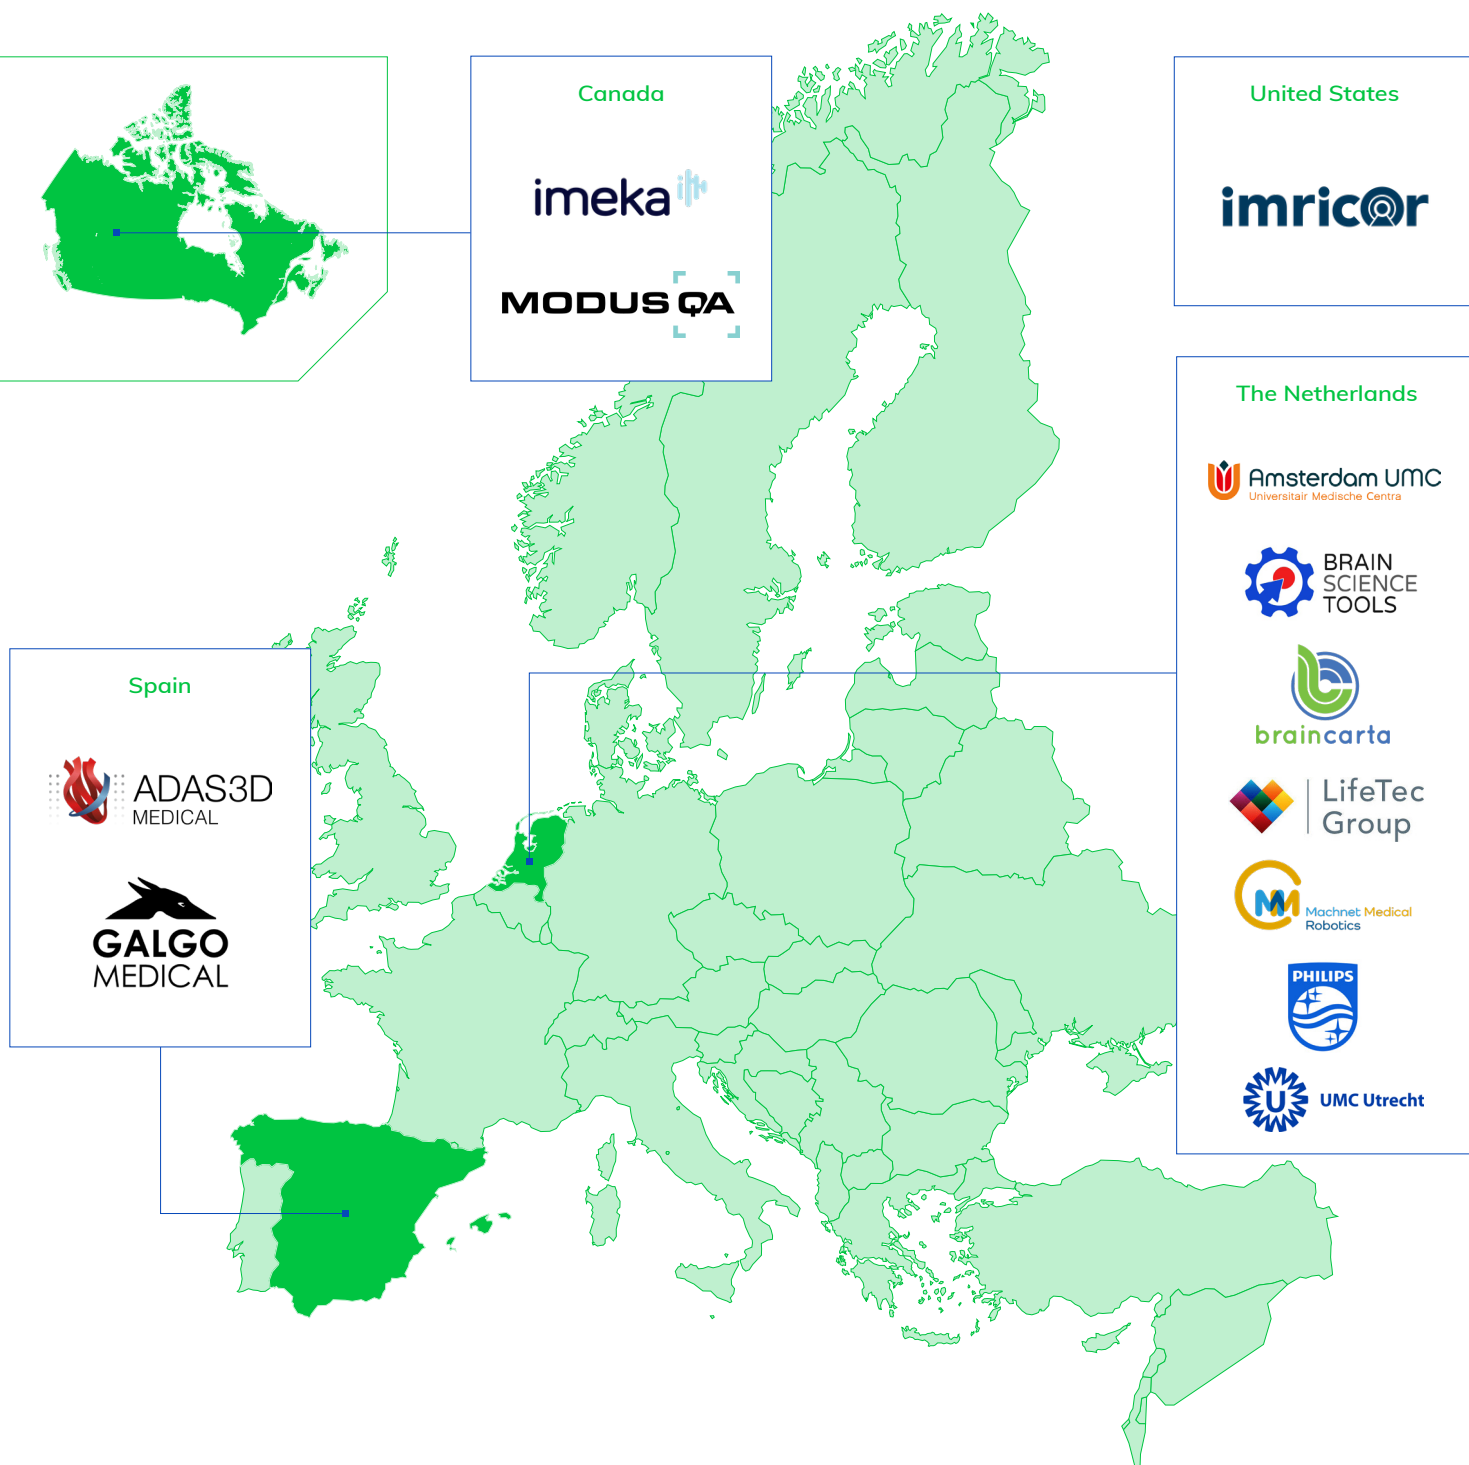 Canada
imeka
MODUS QA
United States
imricor
The Netherlands
Amsterdam UMC
Universitair Medische Centra
BRAIN
SCIENCE
TOOLS
braincarta
LifeTec
Group
Machnet Medical
Robotics
PHILIPS
UMC Utrecht
Spain
ADAS3D
MEDICAL
GALGO
MEDICAL